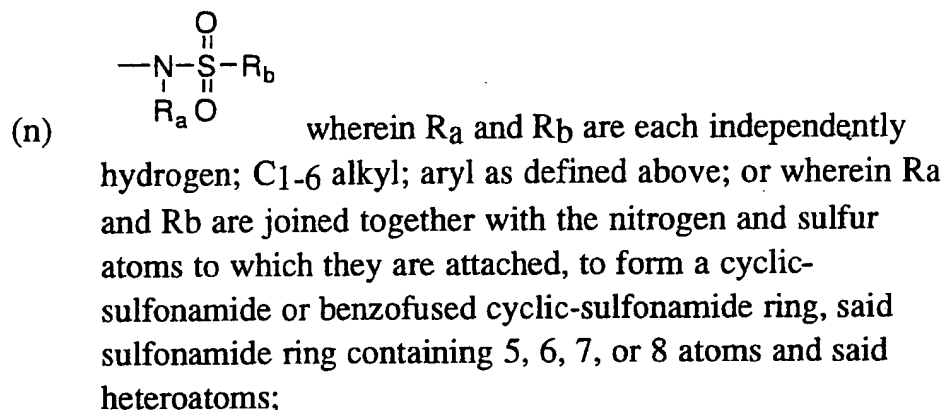 O
—N-S-Rb
Ra O
(n) wherein Ra and Rb are each independently
hydrogen; C1-6 alkyl; aryl as defined above; or wherein Ra
and Rb are joined together with the nitrogen and sulfur
atoms to which they are attached, to form a cyclic-
sulfonamide or benzofused cyclic-sulfonamide ring, said
sulfonamide ring containing 5, 6, 7, or 8 atoms and said
heteroatoms;